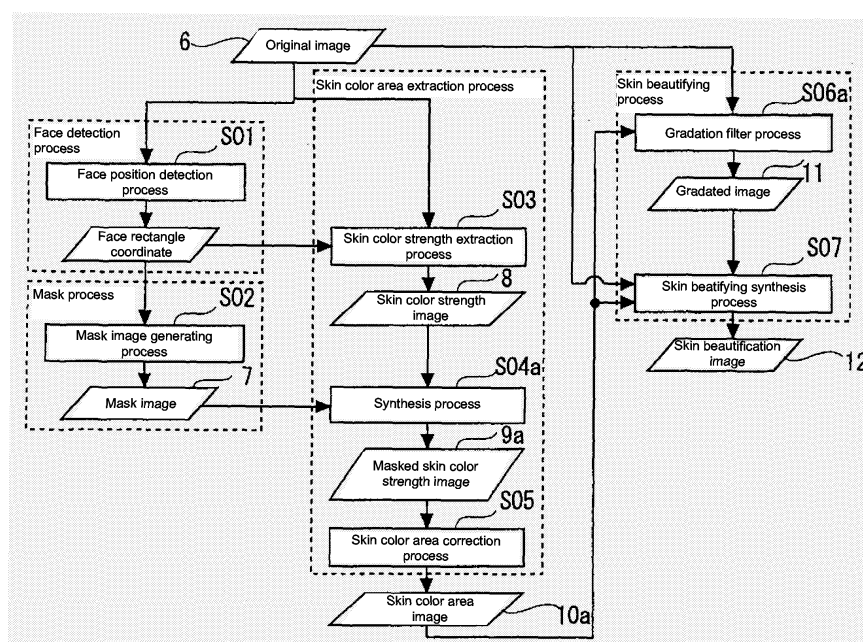 6
Original image
Skin color area extraction process
Skin beautifying
process
S06a
Gradation filter process
11
Gradated image
S07
Skin beatifying synthesis
process
Skin beautification
image
12
Face detection
process
S01
Face position detection
process
Face rectangle
coordinate
S03
Skin color strength extraction
process
8
Skin color strength
image
Mask process
S02
Mask image generating
process
7
Mask image
S04a
Synthesis process
9a
Masked skin color
strength image
S05
Skin color area correction
process
Skin color area
image
10a